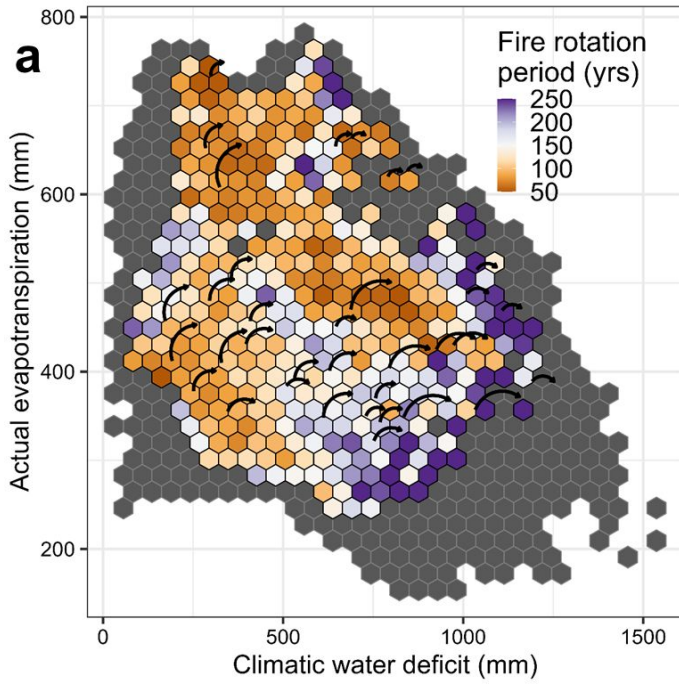 a
Fire rotation
period (yrs)
250
200
150
100
50
800
600
400
200
Actual evapotranspiration (mm)
0
500
1000
1500
Climatic water deficit (mm)